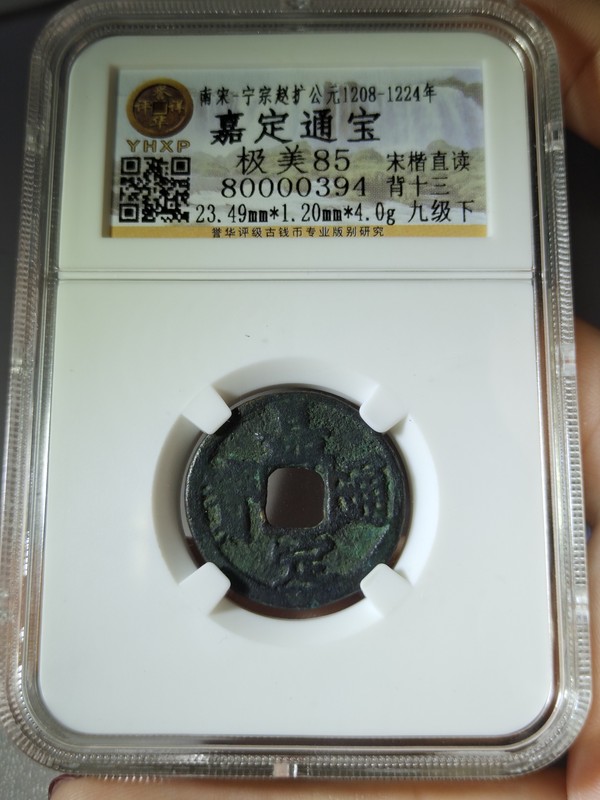 南宋-宁宗赵扩公元1208-1224年
嘉定通宝
YHXP
极美85 宋楷直读
80000394 背十三
23.49mm*1.20mm*4.0g 九级下
誉华评级古钱币专业版别研究
嘉
定